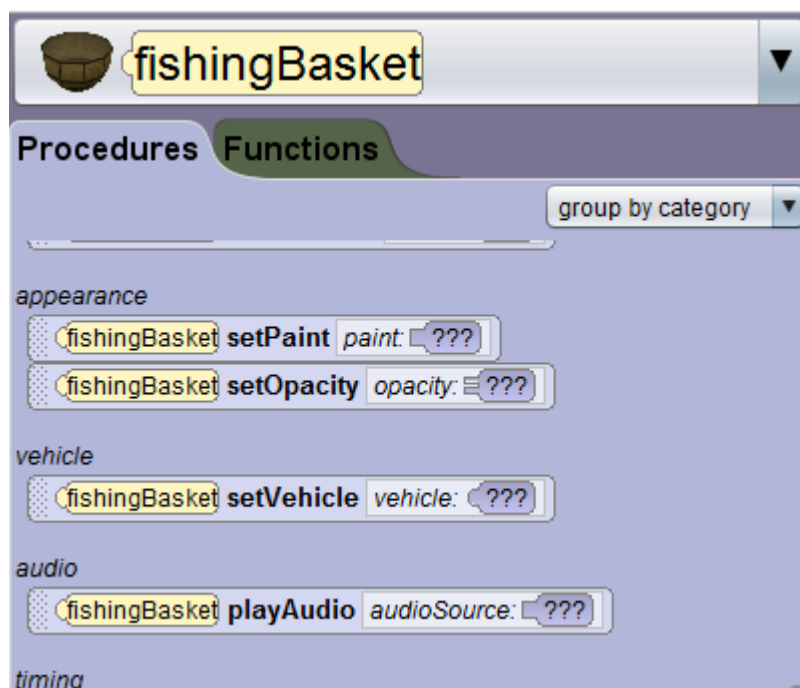 fishingBasket
Procedures Functions
group by category
appearance
fishingBasket setPaint paint: ???
fishingBasket setOpacity opacity: ???
vehicle
fishingBasket setVehicle vehicle: ???
audio
fishingBasket playAudio audioSource: ???
timing